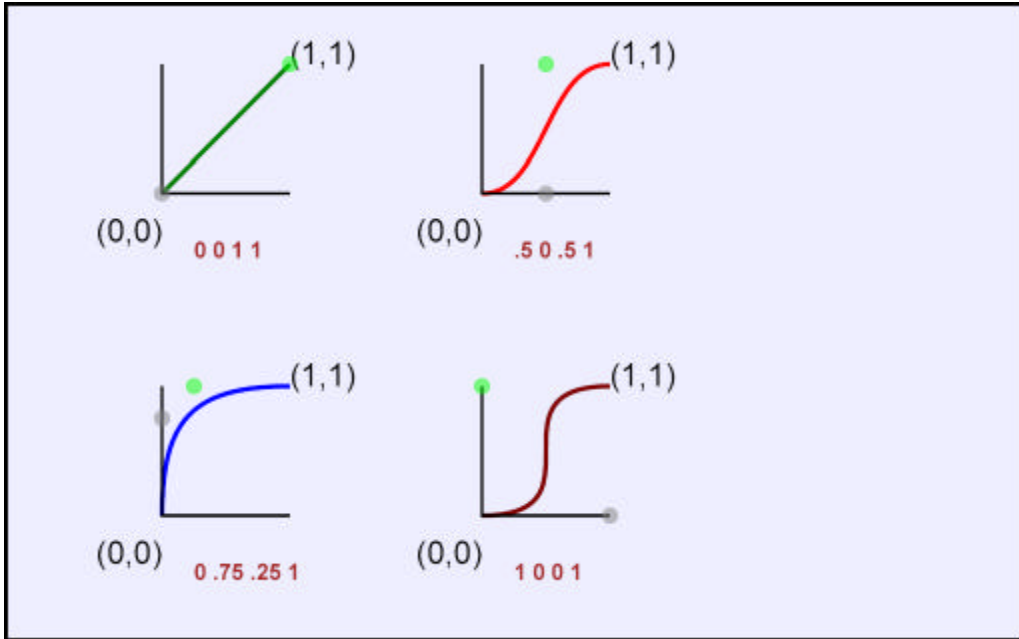 (1,1)
(1,1)
(0,0)
(0,0)
0 0 1 1
.5 0 .5 1
(1,1)
(1,1)
(0,0)
(0,0)
0 .75 .25 1
1 0 0 1